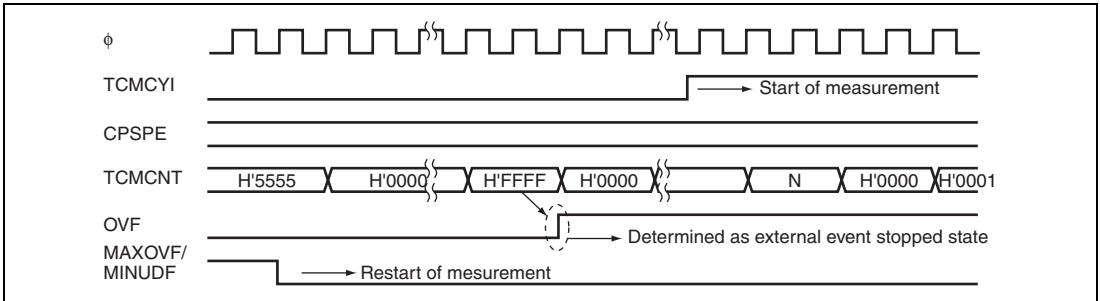 φ
TCMCYI
Start of measurement
CPSPE
TCMCNT
H'5555 H'0000 H'FFFF H'0000 N H'0000 H'0001
OVF
Determined as external event stopped state
MAXOVF/
MINUDF
Restart of mesurement